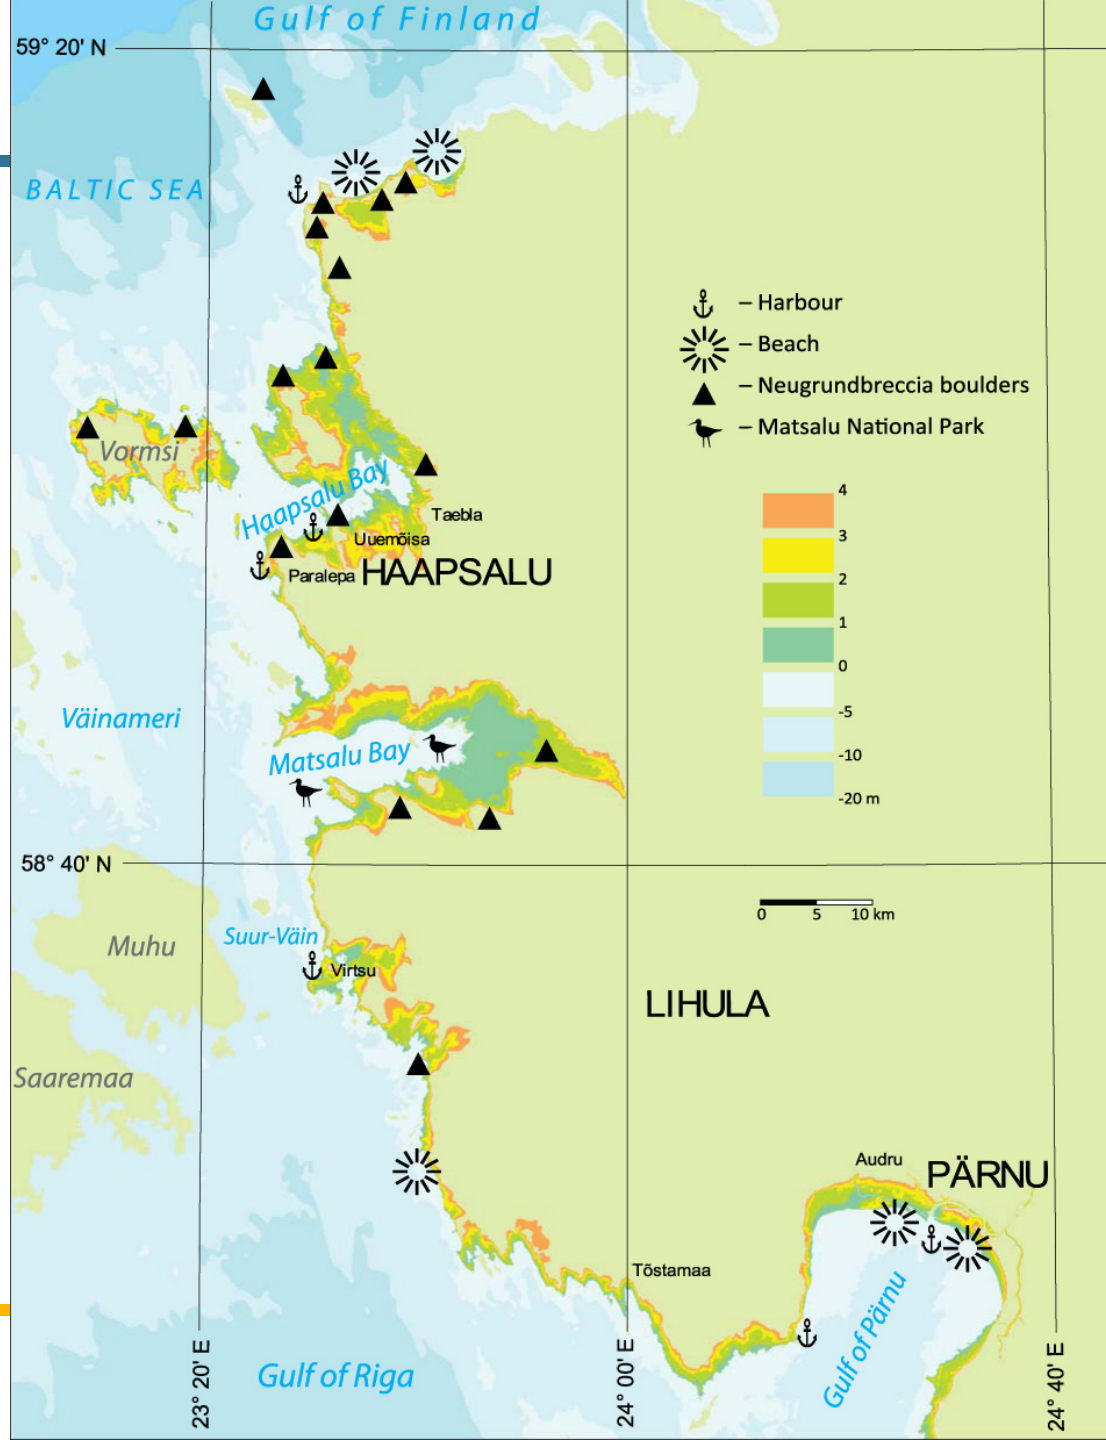 Gulf of Finland
59° 20' N
BALTIC SEA
– Harbour
– Beach
– Neugrundbreccia boulders
– Matsalu National Park
Vormsi
Haapsalu Bay
Taebla
Uuemõisa
Paralepa
HAAPSALU
4
3
2
1
0
-5
-10
-20 m
Väinameri
Matsalu Bay
58° 40' N
0 5 10 km
Muhu
Suur-Väin
Virtsu
LIHULA
Saaremaa
Audru
PÄRNU
Tõstamaa
Gulf of Pärnu
Gulf of Riga
23° 20' E
24° 00' E
24° 40' E